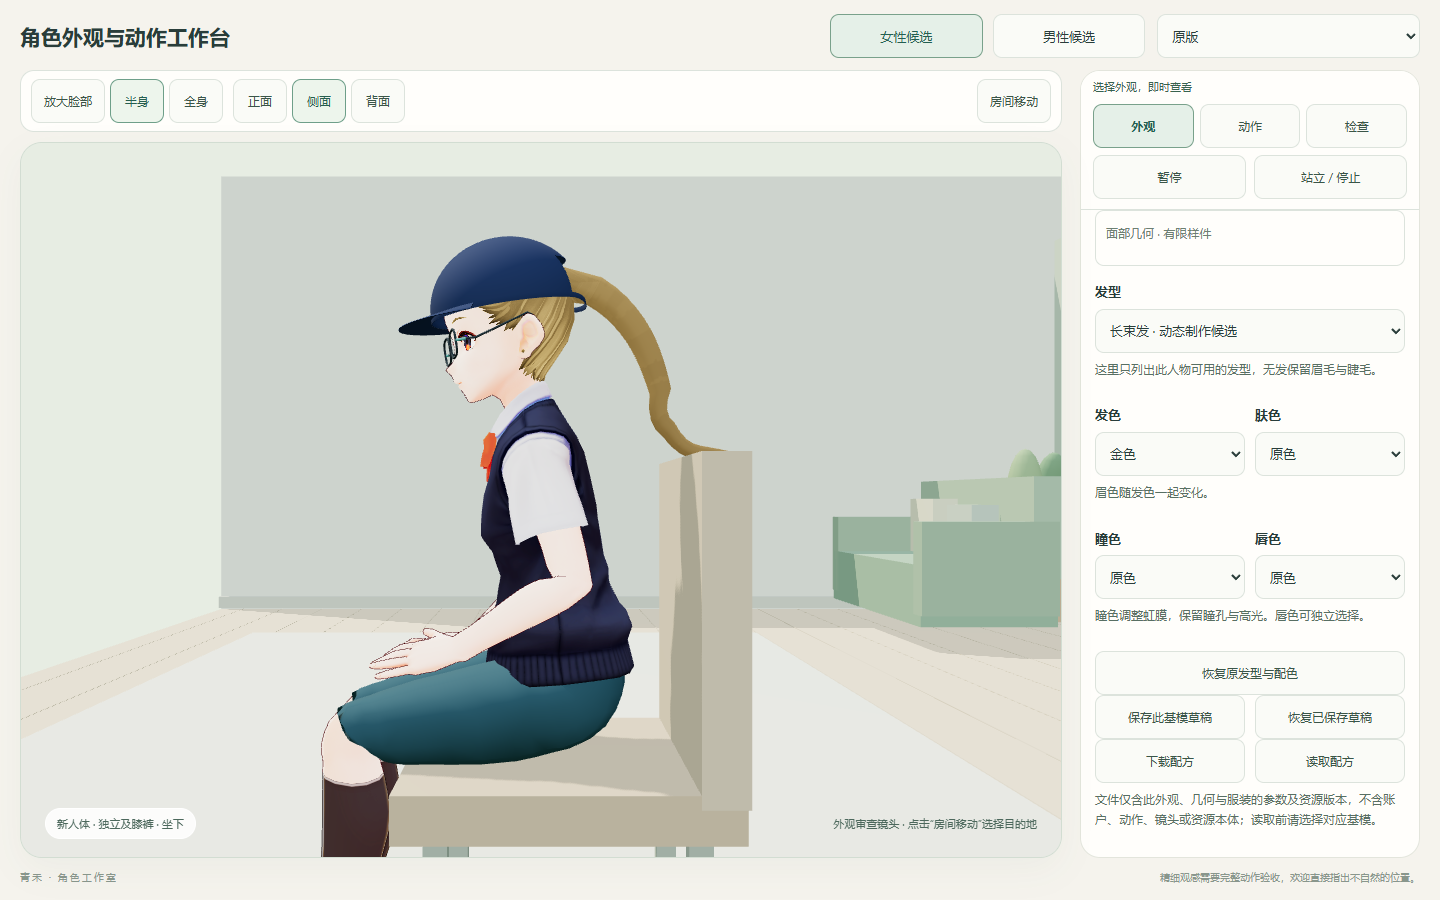 角色外观与动作工作台
女性候选
男性候选
原版
放大脸部
半身
全身
正面
侧面
背面
房间移动
选择外观，即时查看
外观
动作
检查
暂停
站立 / 停止
面部几何 · 有限样件
发型
长束发 · 动态制作候选
这里只列出此人物可用的发型，无发保留眉毛与睫毛。
发色
肤色
金色
原色
眉色随发色一起变化。
瞳色
唇色
原色
原色
瞳色调整虹膜，保留瞳孔与高光。唇色可独立选择。
恢复原发型与配色
保存此基模草稿
恢复已保存草稿
下载配方
读取配方
文件仅含此外观、几何与服装的参数及资源版本，不含账
户、动作、镜头或资源本体；读取前请选择对应基模。
新人体 · 独立及膝裤 · 坐下
外观审查镜头 · 点击“房间移动”选择目的地
青禾 · 角色工作室
精细观感需要完整动作验收，欢迎直接指出不自然的位置。